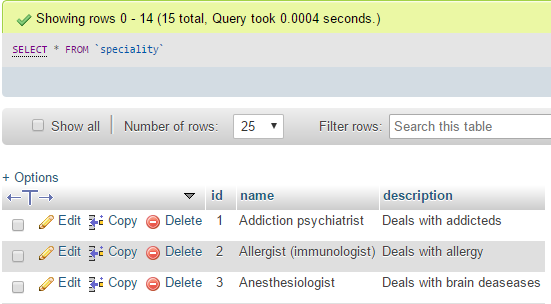 Showing rows 0 - 14 (15 total, Query took 0.0004 seconds.)
SELECT * FROM `speciality`
Show all Number of rows: 25 Filter rows: Search this table
+ Options
id name description
Edit Copy Delete 1 Addiction psychiatrist Deals with addicteds
Edit Copy Delete 2 Allergist (immunologist) Deals with allergy
Edit Copy Delete 3 Anesthesiologist Deals with brain deaseases